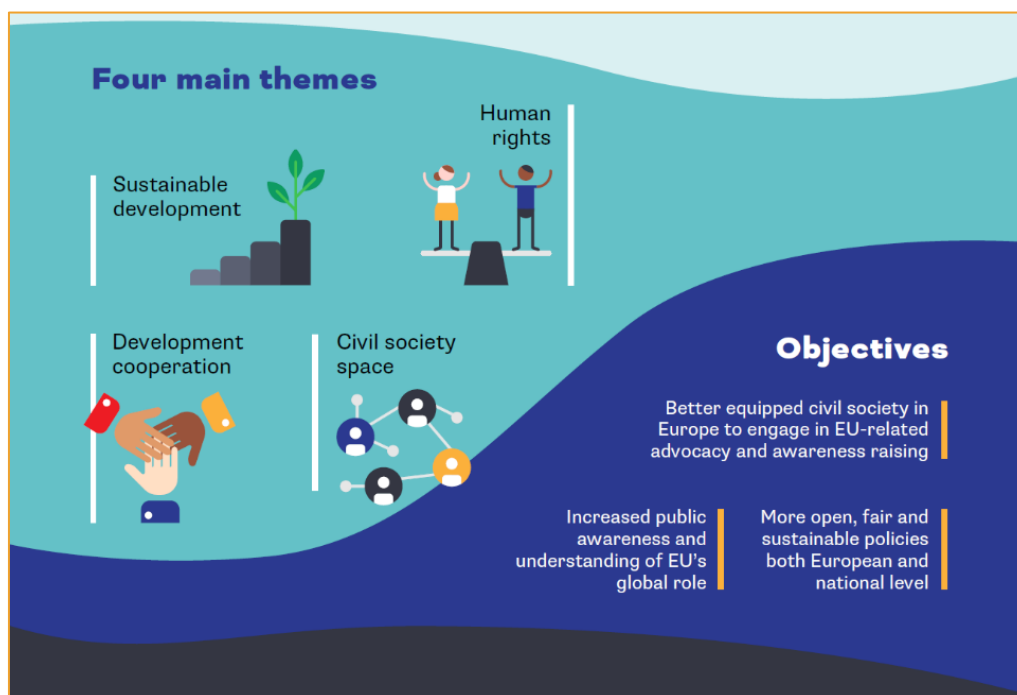 Four main themes
Human
rights
Sustainable
development
Development
cooperation
Civil society
space
Objectives
Better equipped civil society in
Europe to engage in EU-related
advocacy and awareness raising
Increased public
awareness and
understanding of EU's
global role
More open, fair and
sustainable policies
both European and
national level